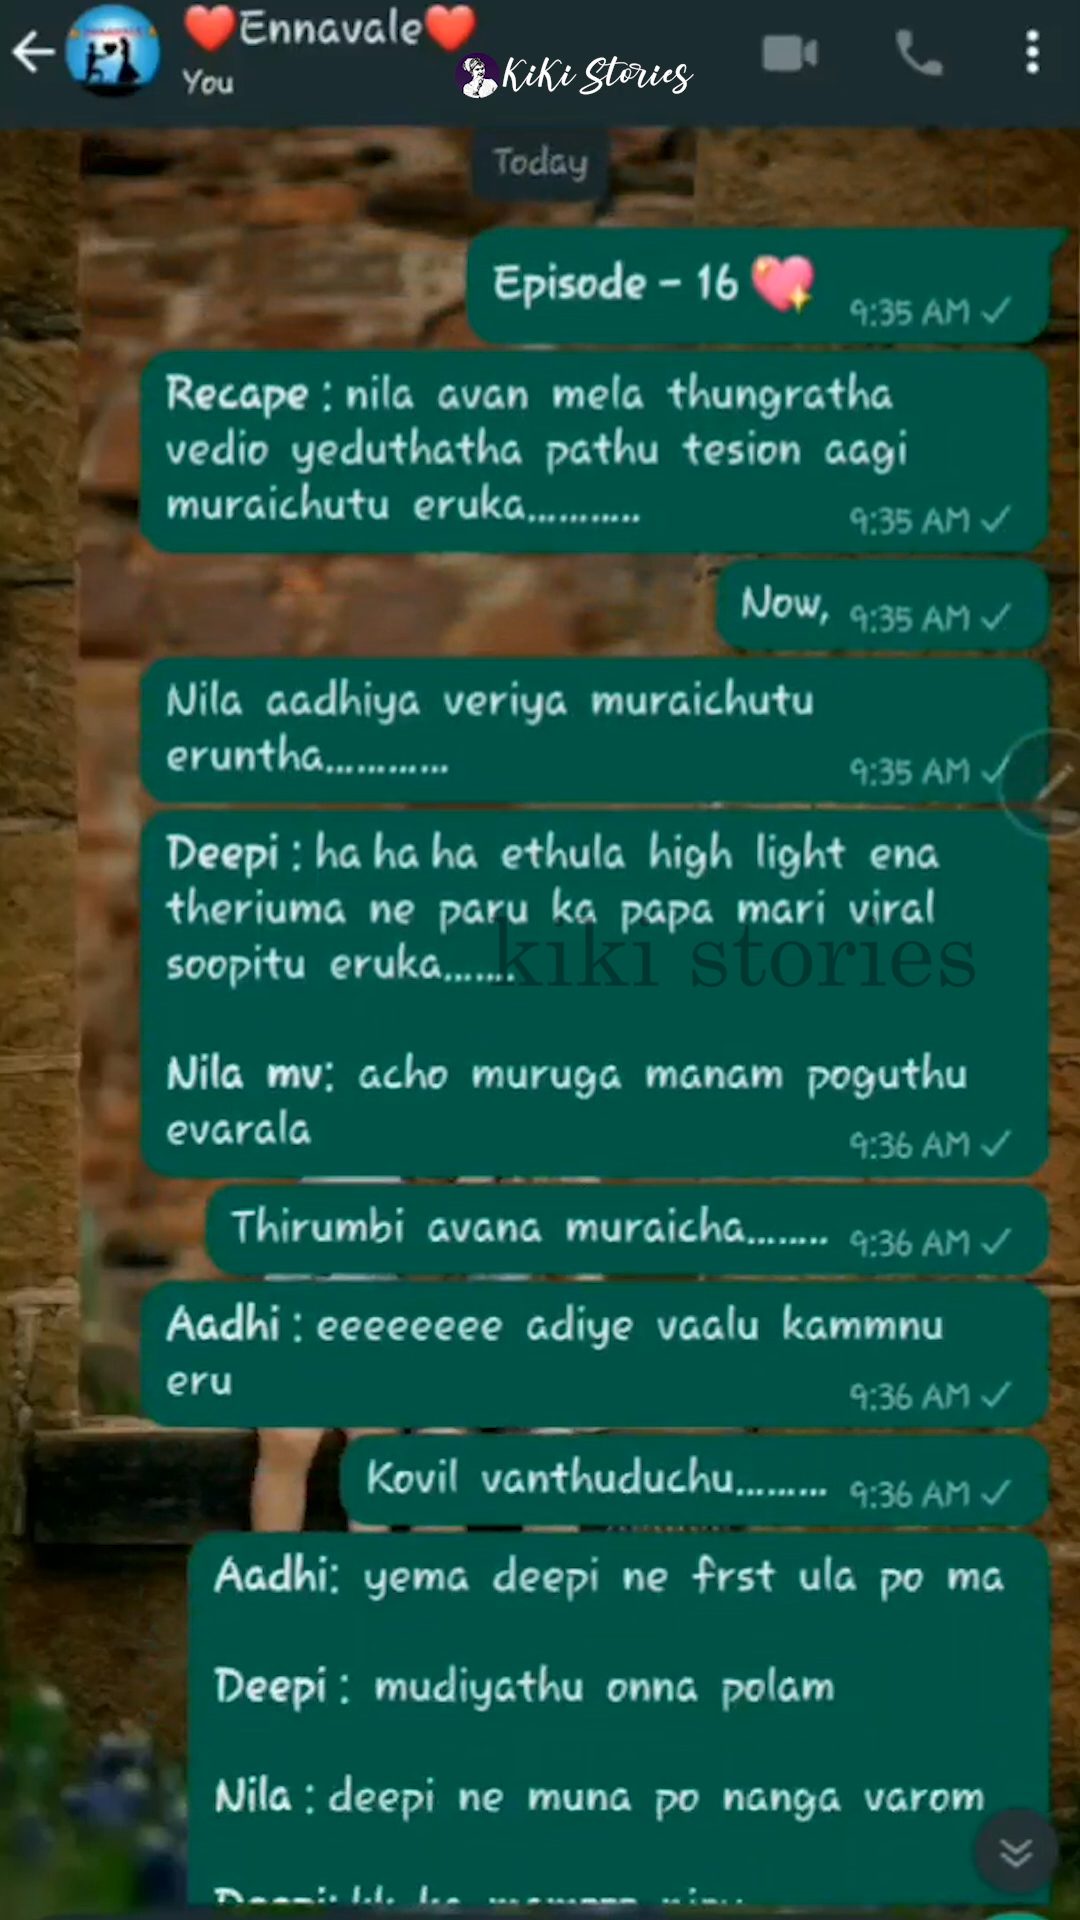 ❤️Ennavale❤️
You
KiKi Stories
Today
Episode - 16 💖
9:35 AM
Recape : nila avan mela thungratha
vedio yeduthatha pathu tesion aagi
muraichutu eruka...........
9:35 AM
Now,
9:35 AM
Nila aadhiya veriya muraichutu
eruntha............
9:35 AM
Deepi : ha ha ha ethula high light ena
theriuma ne paru ka papa mari viral
soopitu eruka.......
kiki stories
Nila mv: acho muruga manam poguthu
evarala
9:36 AM
Thirumbi avana muraicha........
9:36 AM
Aadhi : eeeeeeee adiye vaalu kammnu
eru
9:36 AM
Kovil vanthuduchu.........
9:36 AM
Aadhi: yema deepi ne frst ula po ma
Deepi : mudiyathu onna polam
Nila : deepi ne muna po nanga varom